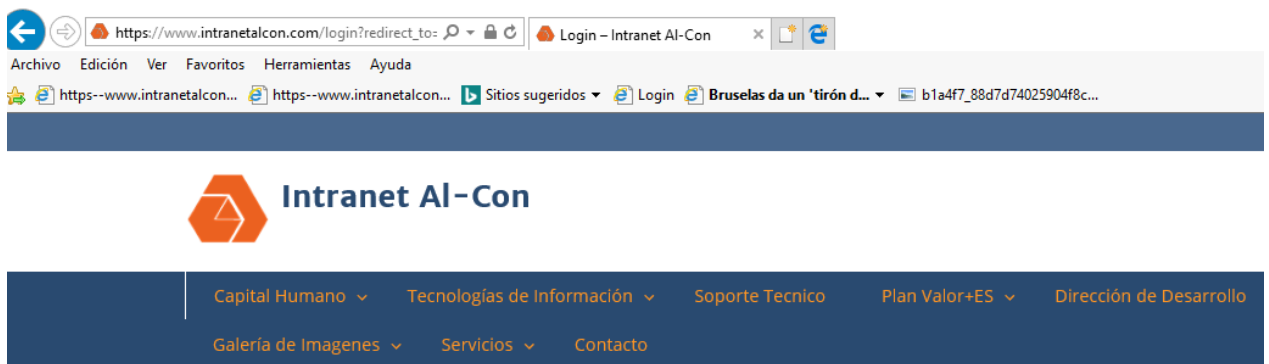 https://www.intranetalcon.com/login?redirect_to= Login – Intranet Al-Con
Archivo Edición Ver Favoritos Herramientas Ayuda
https--www.intranetalcon... https--www.intranetalcon... Sitios sugeridos Login Bruselas da un 'tirón d... b1a4f7_88d7d74025904f8c...
Intranet Al-Con
Capital Humano Tecnologías de Información Soporte Tecnico Plan Valor+ES Dirección de Desarrollo
Galería de Imagenes Servicios Contacto